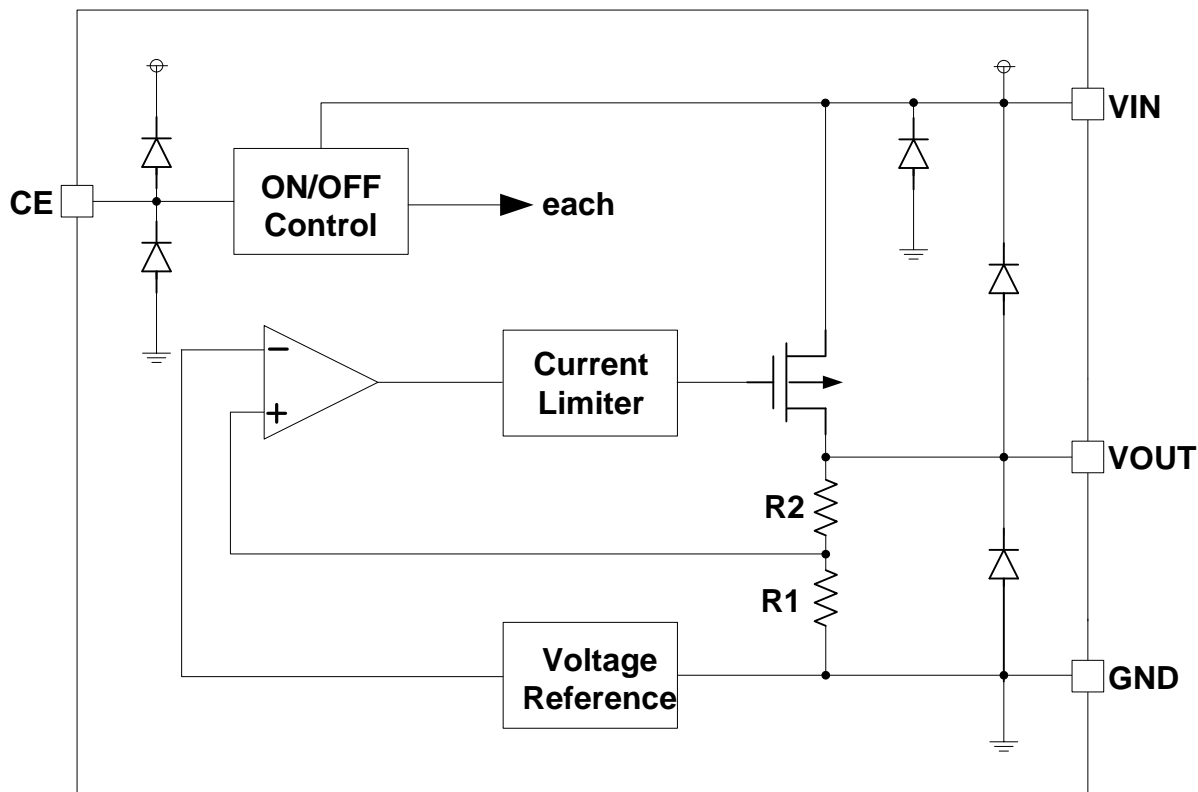 VIN
CE
ON/OFF
Control
each
−
+
Current
Limiter
VOUT
R2
R1
Voltage
Reference
GND